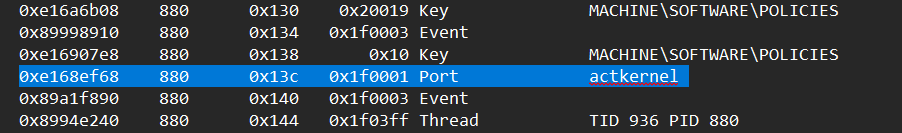 0xe16a6b08 880 0x130 0x20019 Key MACHINE\SOFTWARE\POLICIES
0x89998910 880 0x134 0x1f0003 Event
0xe16907e8 880 0x138 0x10 Key MACHINE\SOFTWARE\POLICIES
0xe168ef68 880 0x13c 0x1f0001 Port actkernel
0x89a1f890 880 0x140 0x1f0003 Event
0x8994e240 880 0x144 0x1f03ff Thread TID 936 PID 880